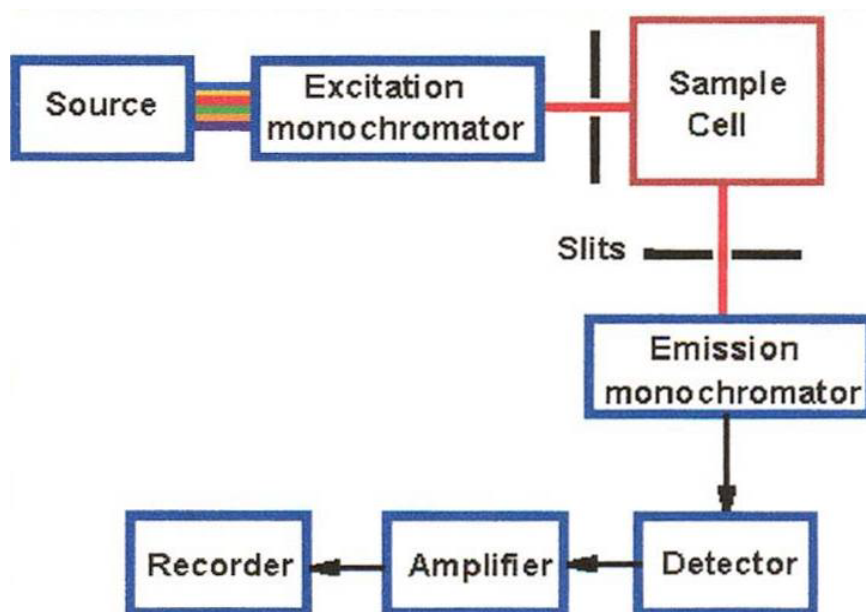 Source
Excitation
monochromator
Sample
Cell
Slits
Emission
monochromator
Recorder
Amplifier
Detector